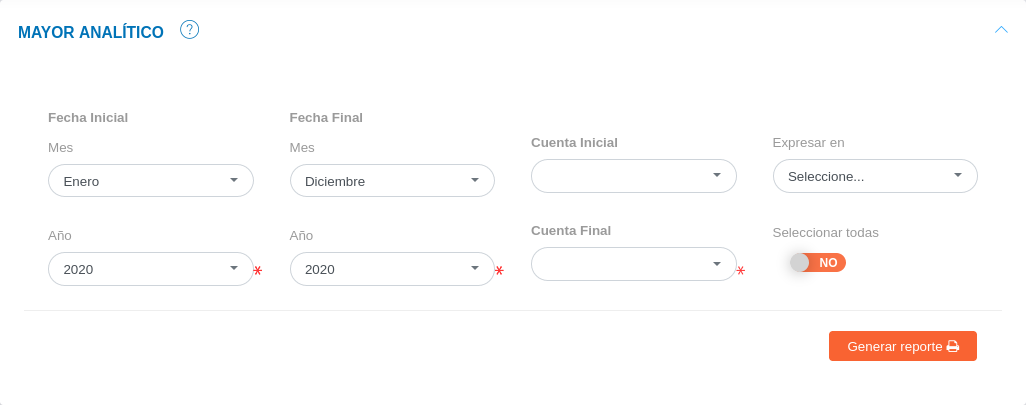 MAYOR ANALÍTICO ?
Fecha Inicial
Mes
Enero
Año
2020 *
Fecha Final
Mes
Diciembre
Año
2020 *
Cuenta Inicial
Cuenta Final
*
Expresar en
Seleccione...
Seleccionar todas
NO
Generar reporte